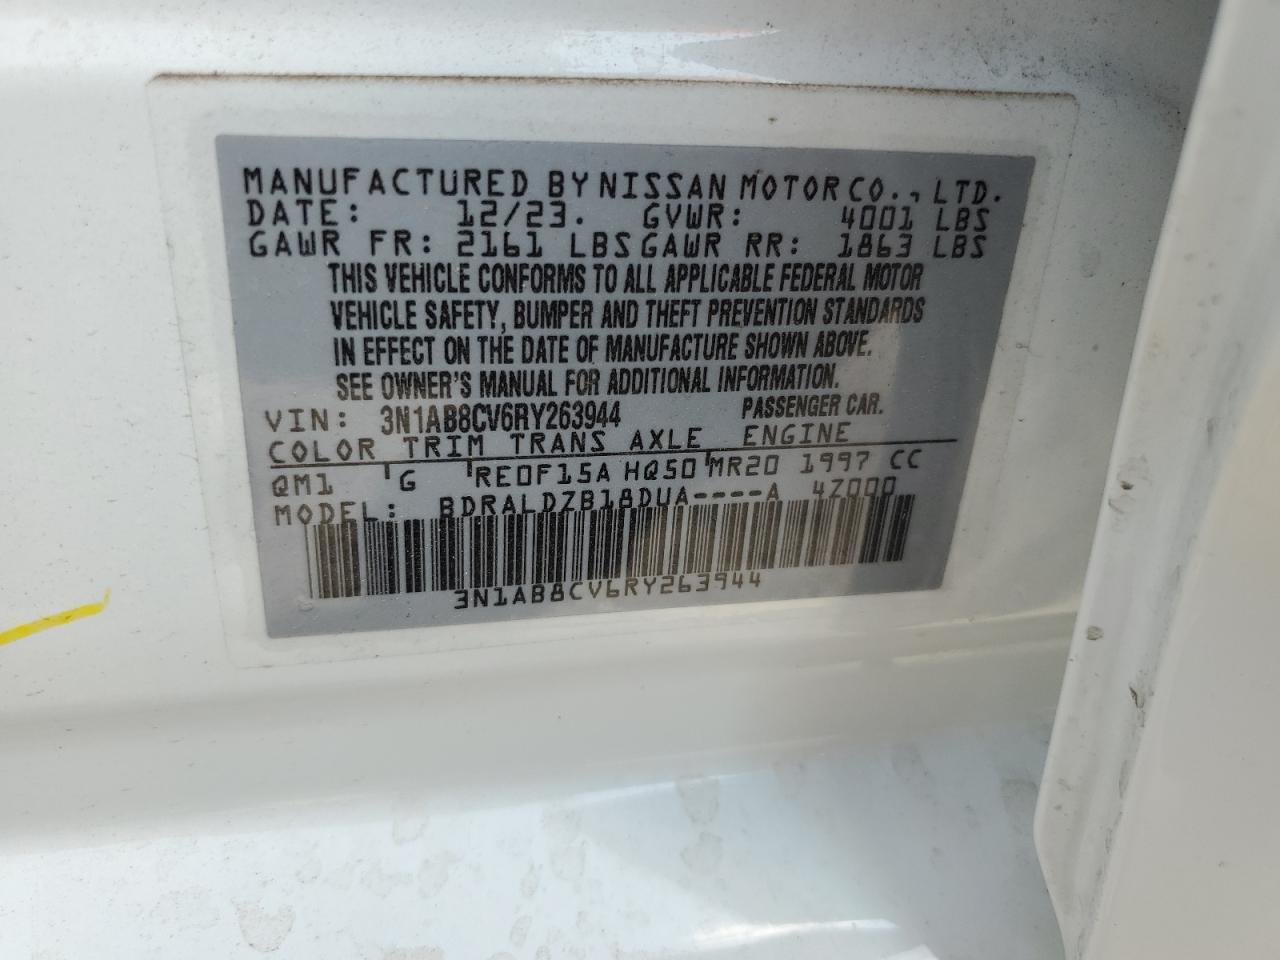 MANUFACTURED BY NISSAN MOTOR CO., LTD.
DATE: 12/23. GVWR: 4001 LBS
GAWR FR: 2161 LBS GAWR RR: 1863 LBS
THIS VEHICLE CONFORMS TO ALL APPLICABLE FEDERAL MOTOR
VEHICLE SAFETY, BUMPER AND THEFT PREVENTION STANDARDS
IN EFFECT ON THE DATE OF MANUFACTURE SHOWN ABOVE.
SEE OWNER'S MANUAL FOR ADDITIONAL INFORMATION.
VIN: 3N1AB8CV6RY263944 PASSENGER CAR.
COLOR TRIM TRANS AXLE ENGINE
QM1 G RE0F15A HQ50 MR20 1997 CC
MODEL: BDRALDZB18DUA----A 4Z000
3N1AB8CV6RY263944